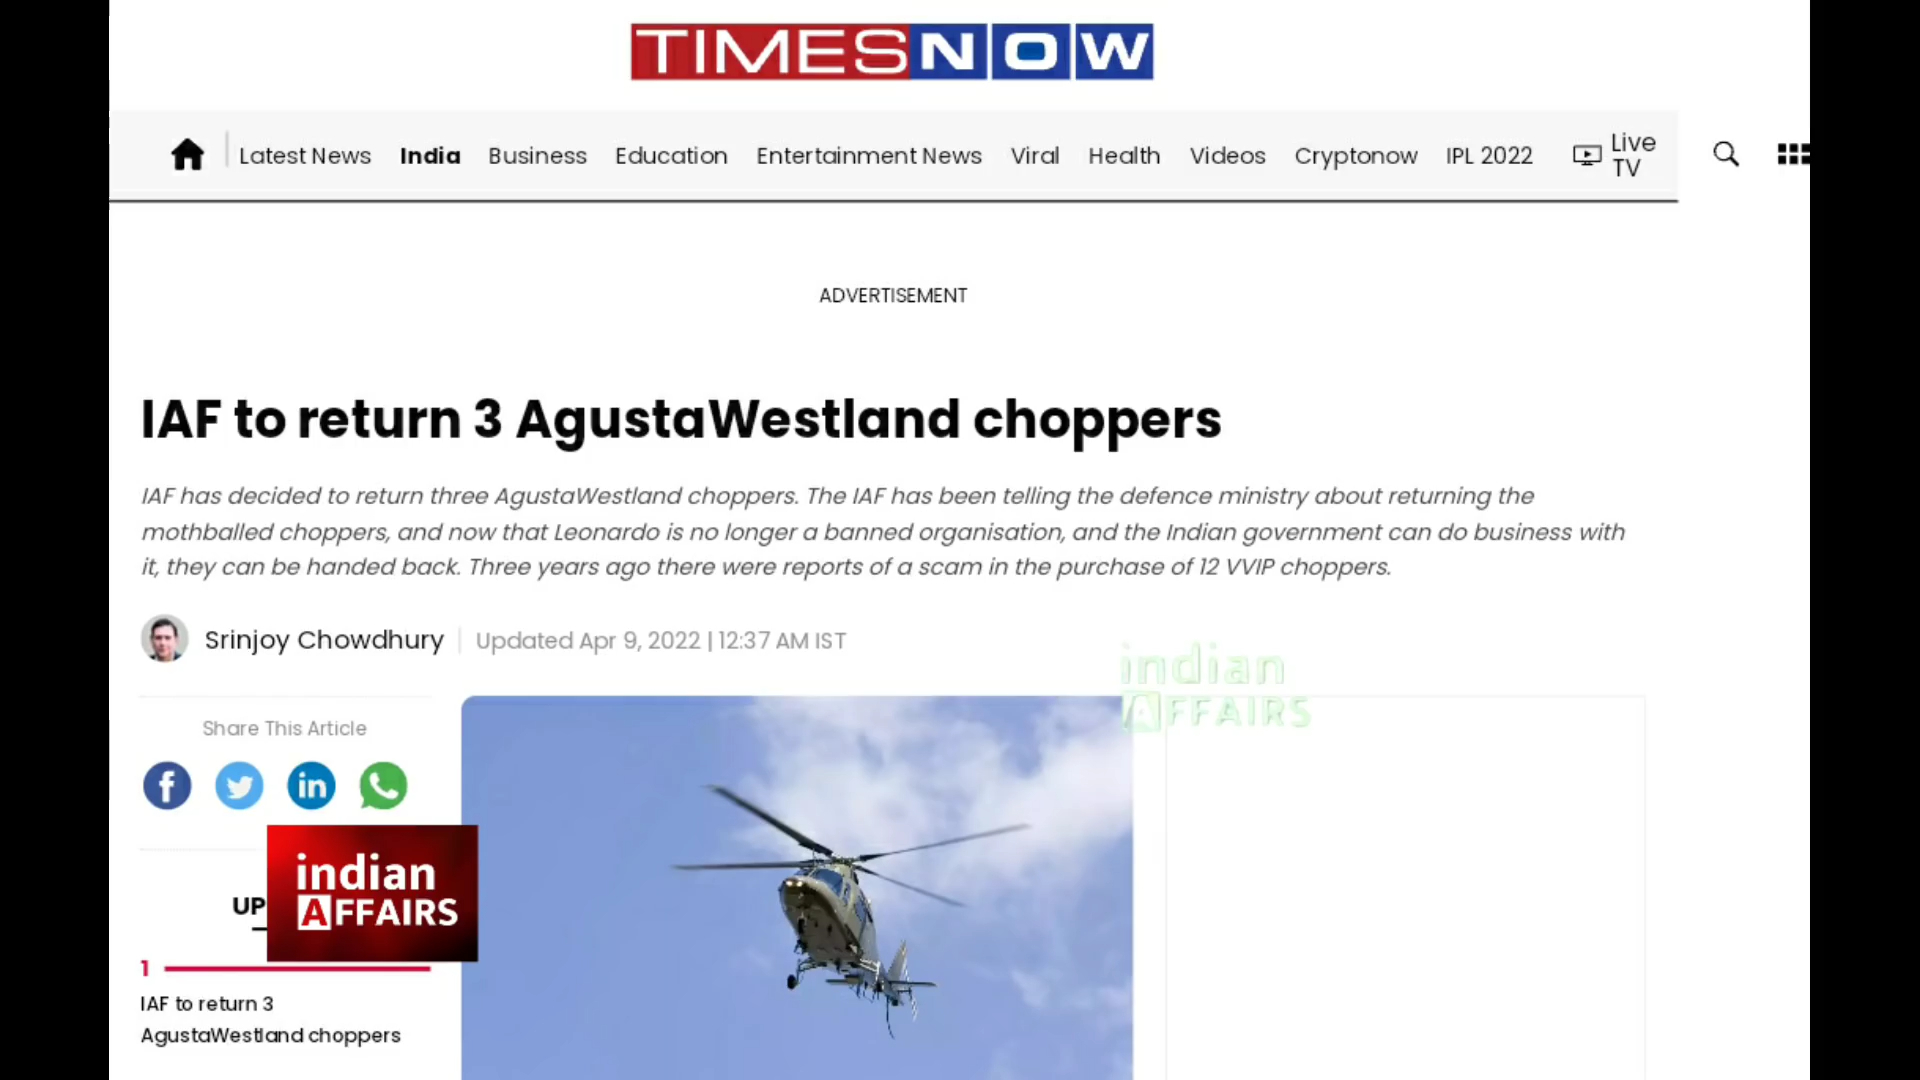 TIMES NOW
Latest News India Business Education Entertainment News Viral Health Videos Cryptonow IPL 2022 Live TV
ADVERTISEMENT
IAF to return 3 AgustaWestland choppers
IAF has decided to return three AgustaWestland choppers. The IAF has been telling the defence ministry about returning the
mothballed choppers, and now that Leonardo is no longer a banned organisation, and the Indian government can do business with
it, they can be handed back. Three years ago there were reports of a scam in the purchase of 12 VVIP choppers.
Srinjoy Chowdhury Updated Apr 9, 2022 | 12:37 AM IST
indian
AFFAIRS
Share This Article
indian
AFFAIRS
UP
1
IAF to return 3
AgustaWestland choppers